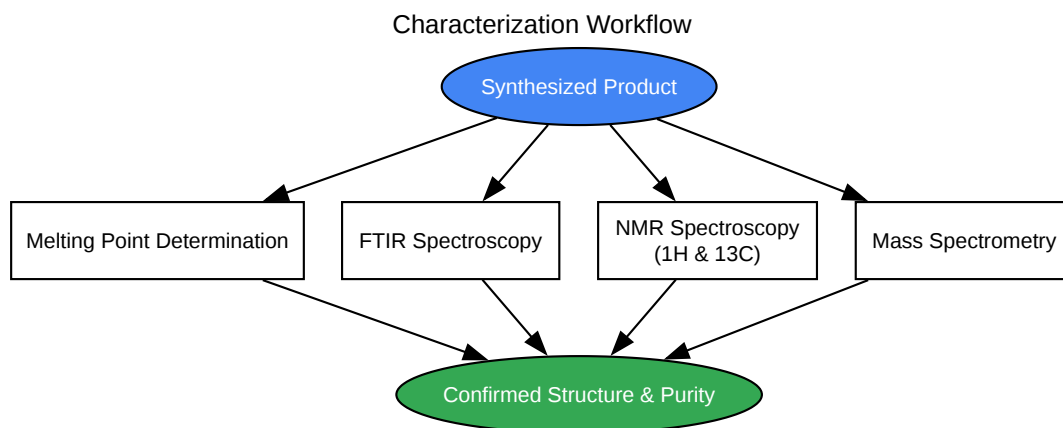 Characterization Workflow
Synthesized Product
Melting Point Determination
FTIR Spectroscopy
NMR Spectroscopy
(1H & 13C)
Mass Spectrometry
Confirmed Structure & Purity